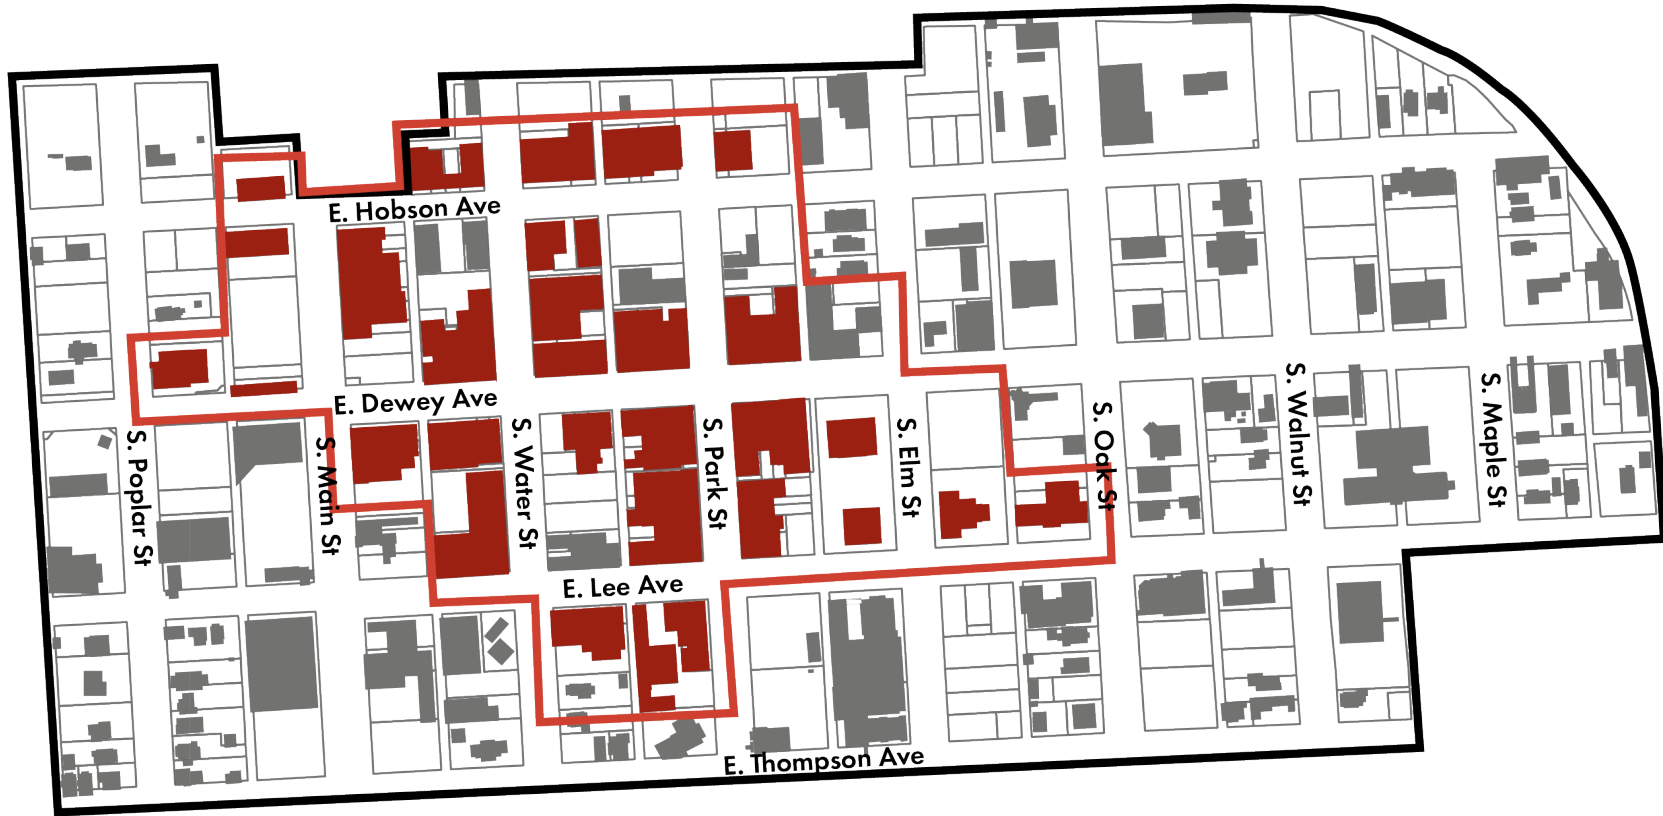 E. Hobson Ave
E. Dewey Ave
S. Poplar St
S. Main St
S. Water St
S. Park St
S. Elm St
S. Oak St
S. Walnut St
S. Maple St
E. Lee Ave
E. Thompson Ave